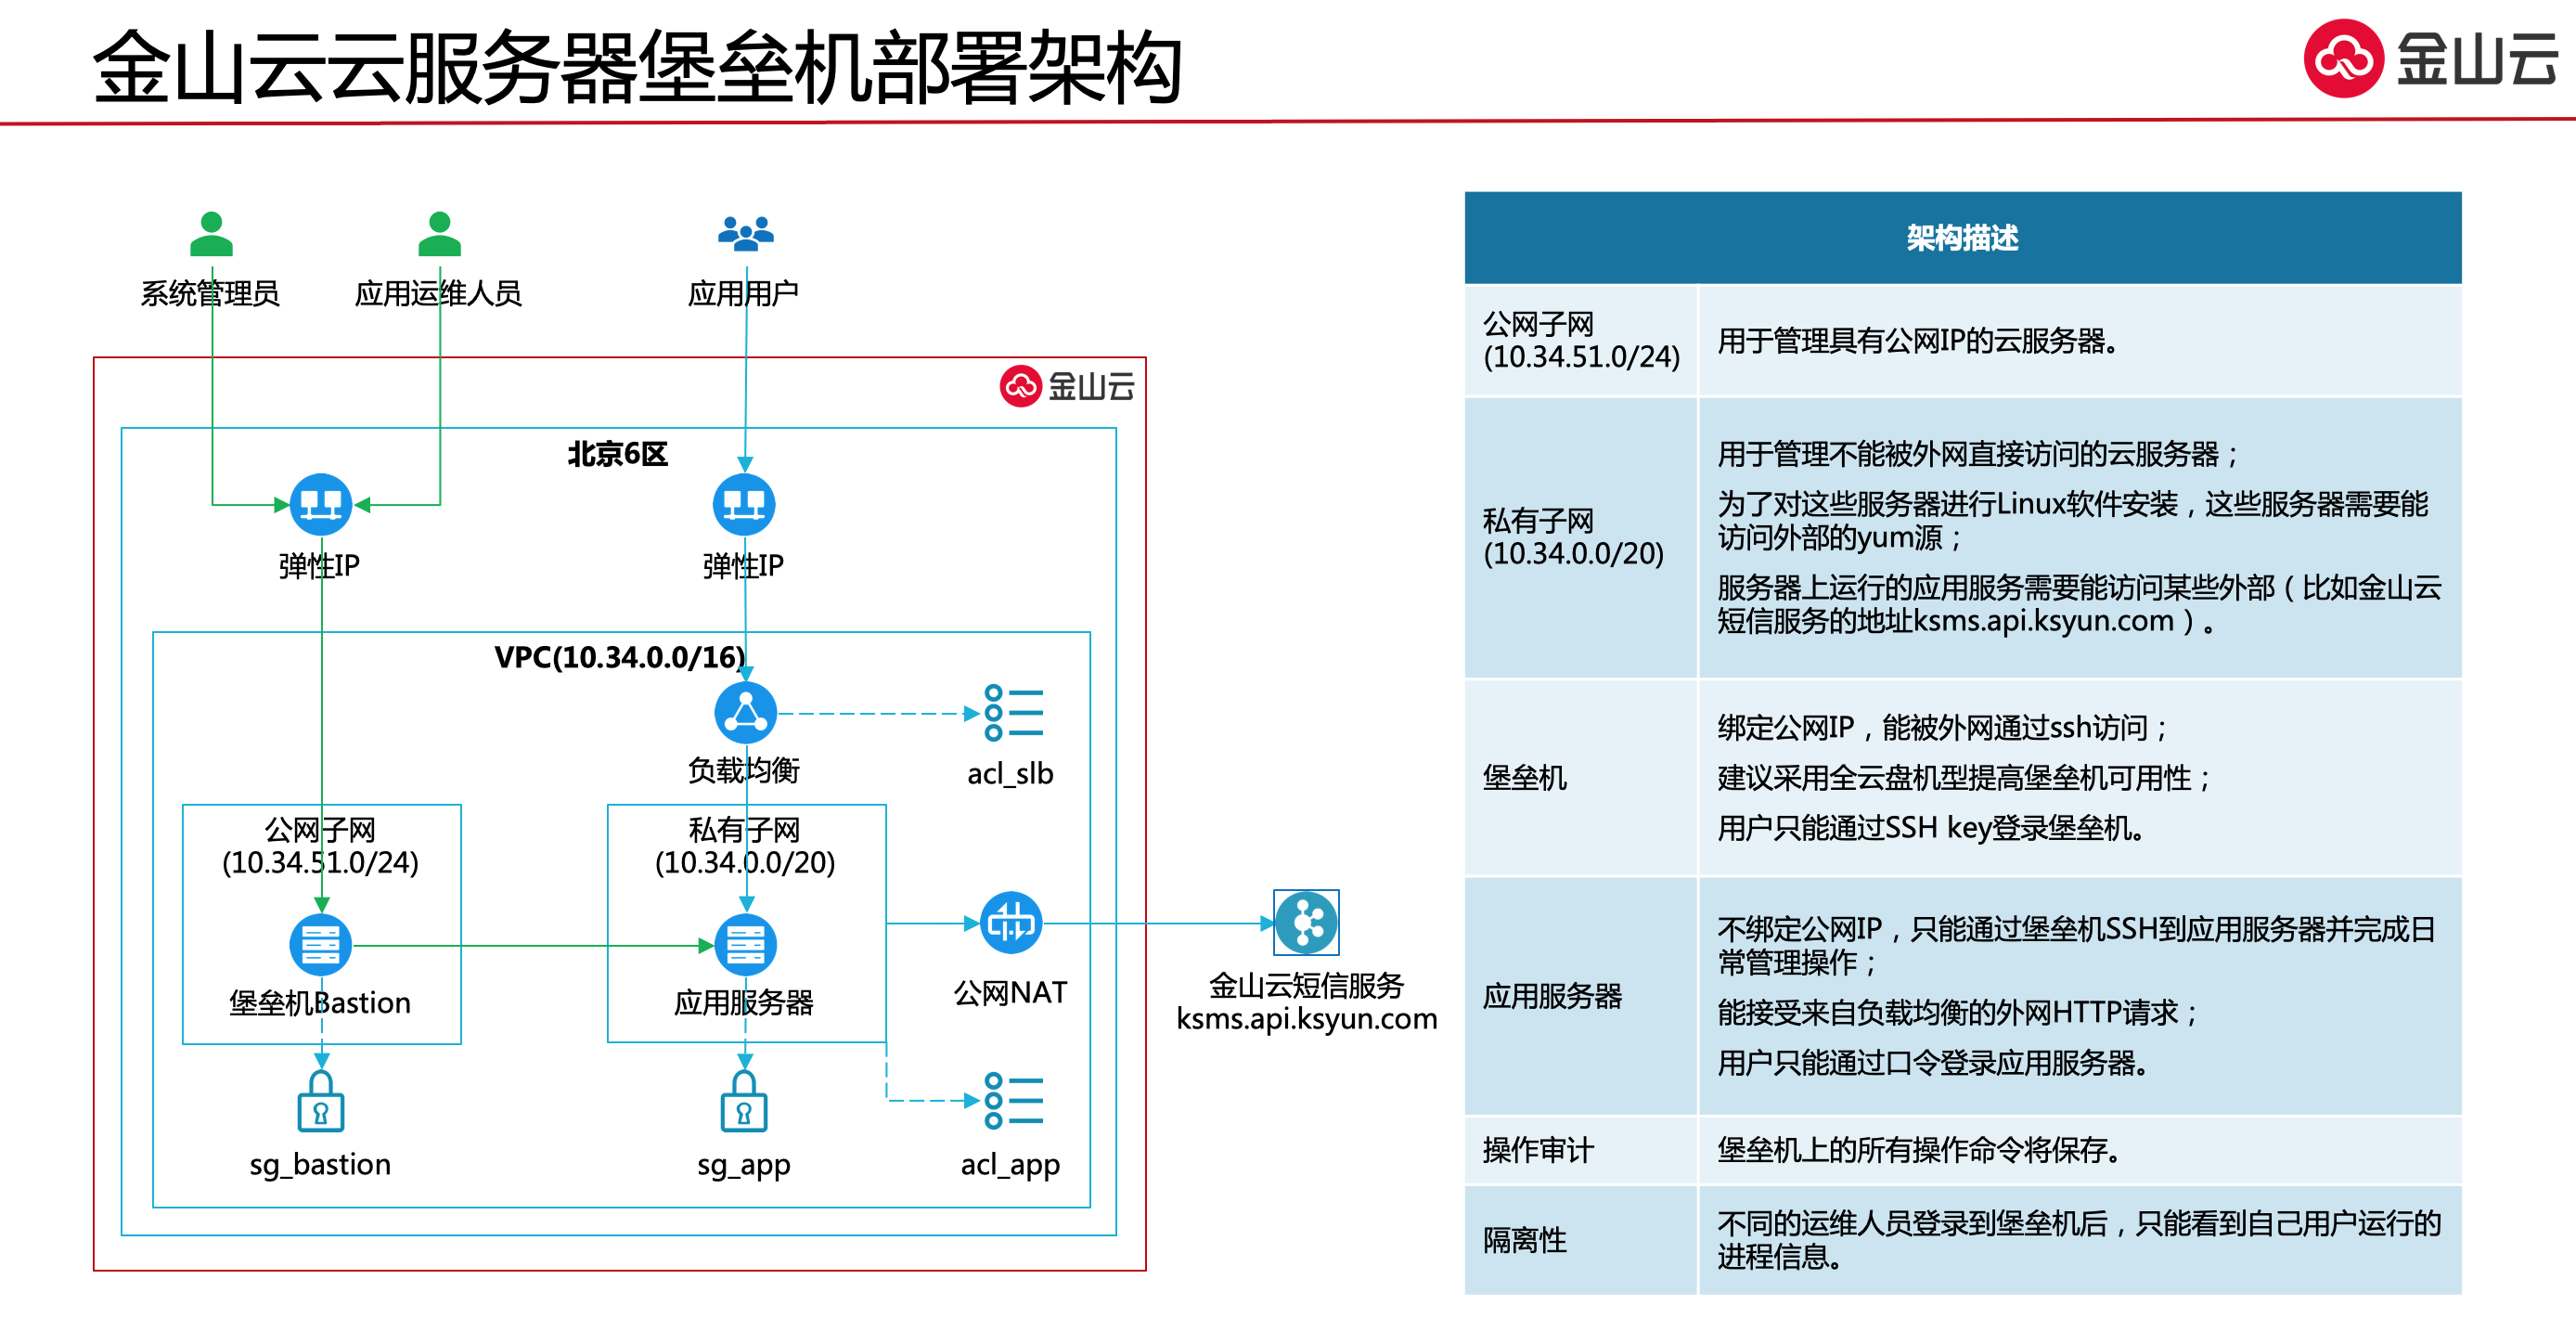 金山云云服务器堡垒机部署架构
金山云
系统管理员
应用运维人员
应用用户
金山云
北京6区
弹性IP
弹性IP
VPC(10.34.0.0/16)
负载均衡
acl_slb
公网子网
(10.34.51.0/24)
私有子网
(10.34.0.0/20)
堡垒机Bastion
应用服务器
公网NAT
金山云短信服务
ksms.api.ksyun.com
sg_bastion
sg_app
acl_app
架构描述
公网子网
(10.34.51.0/24)
用于管理具有公网IP的云服务器。
私有子网
(10.34.0.0/20)
用于管理不能被外网直接访问的云服务器；
为了对这些服务器进行Linux软件安装，这些服务器需要能
访问外部的yum源；
服务器上运行的应用服务需要能访问某些外部（比如金山云
短信服务的地址ksms.api.ksyun.com）。
堡垒机
绑定公网IP，能被外网通过ssh访问；
建议采用全云盘机型提高堡垒机可用性；
用户只能通过SSH key登录堡垒机。
应用服务器
不绑定公网IP，只能通过堡垒机SSH到应用服务器并完成日
常管理操作；
能接受来自负载均衡的外网HTTP请求；
用户只能通过口令登录应用服务器。
操作审计
堡垒机上的所有操作命令将保存。
隔离性
不同的运维人员登录到堡垒机后，只能看到自己用户运行的
进程信息。